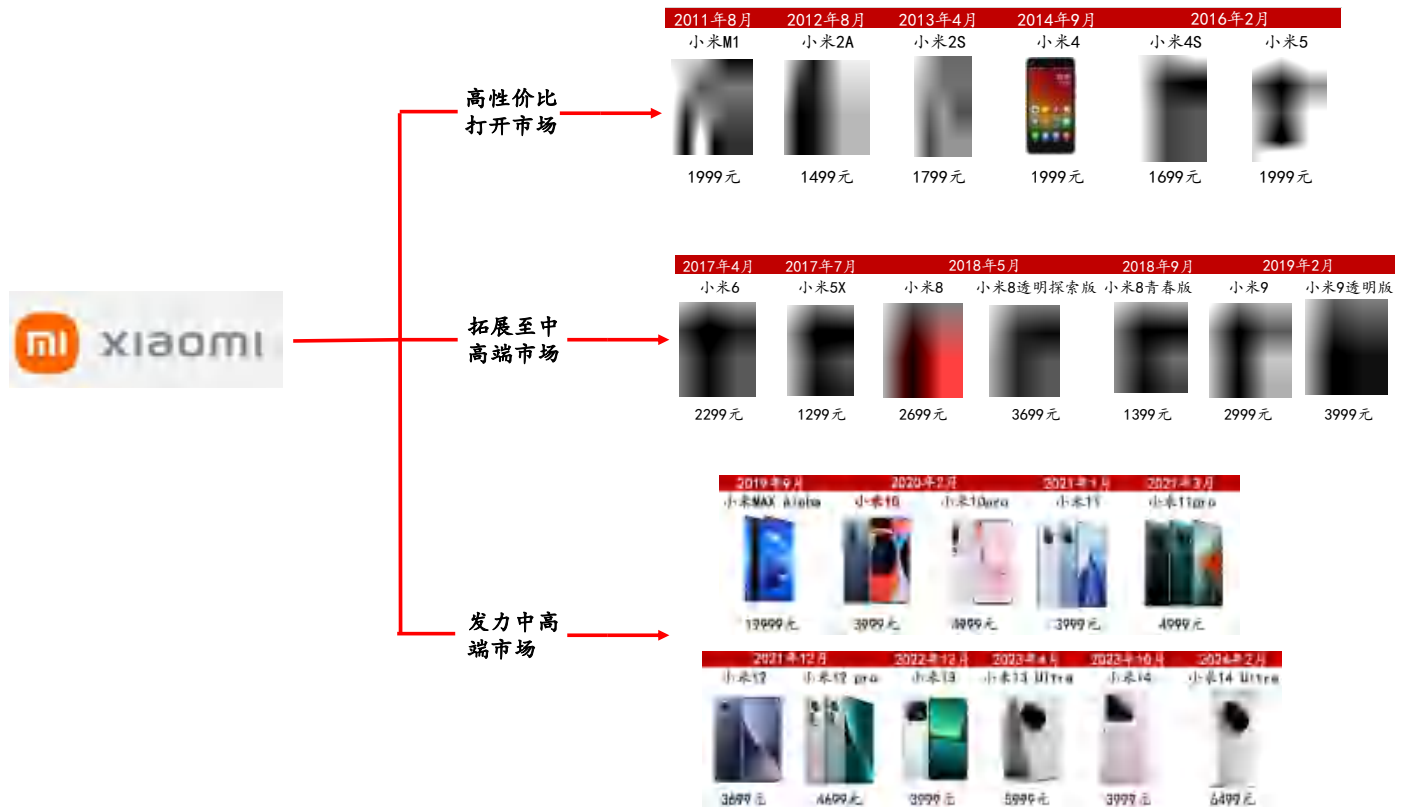 2011年8月 2012年8月 2013年4月 2014年9月 2016年2月
小米M1 小米2A 小米2S 小米4 小米4S 小米5
高性价比
打开市场
1999元 1499元 1799元 1999元 1699元 1999元
2017年4月 2017年7月 2018年5月 2018年9月 2019年2月
小米6 小米5X 小米8 小米8透明探索版 小米8青春版 小米9 小米9透明版
mi xiaomi
拓展至中
高端市场
2299元 1299元 2699元 3699元 1399元 2999元 3999元
2019年9月 2020年2月 2021年1月 2021年3月
小米MAX Alpha 小米10 小米10pro 小米11 小米11pro
发力中高
端市场
19999元 3999元 4999元 3999元 4999元
2021年12月 2022年12月 2023年4月 2023年10月 2024年2月
小米12 小米12 pro 小米13 小米13 Ultra 小米14 小米14 Ultra
3699元 4699元 3999元 5999元 3999元 6499元